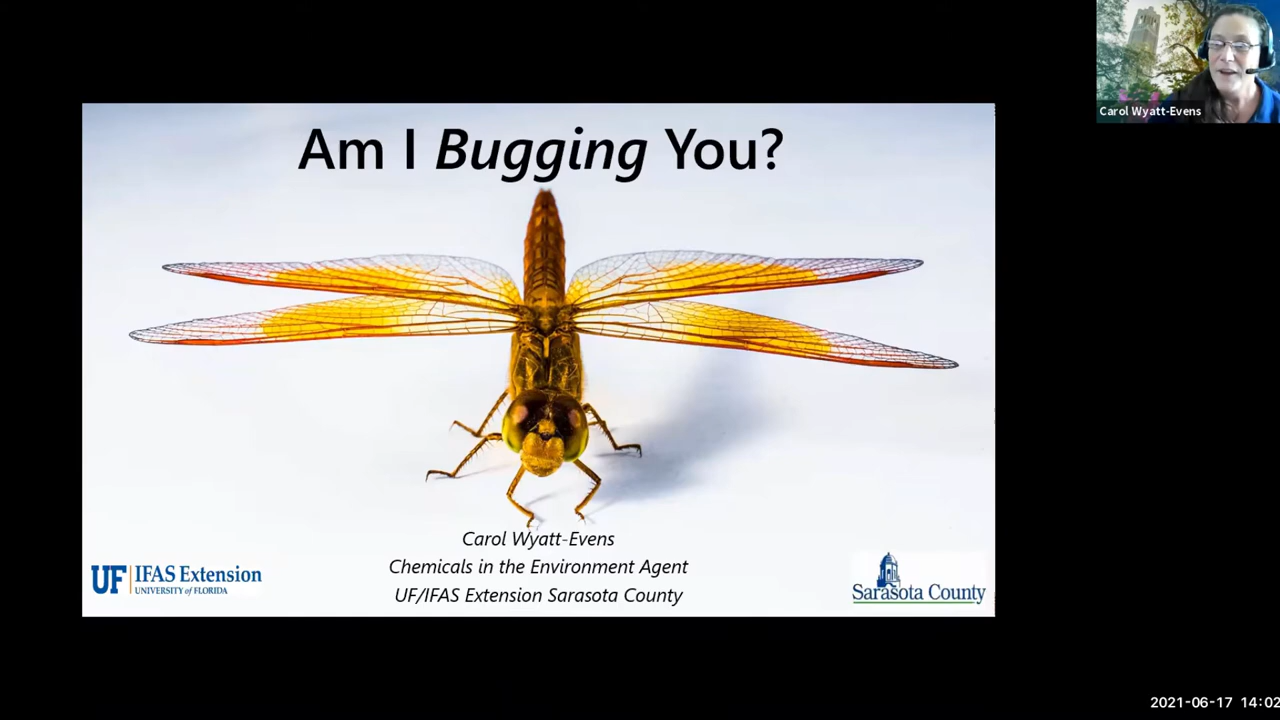 Carol Wyatt-Evens
Am I Bugging You?
Carol Wyatt-Evens
Chemicals in the Environment Agent
UF/IFAS Extension Sarasota County
UF IFAS Extension
UNIVERSITY of FLORIDA
Sarasota County
2021-06-17 14:02